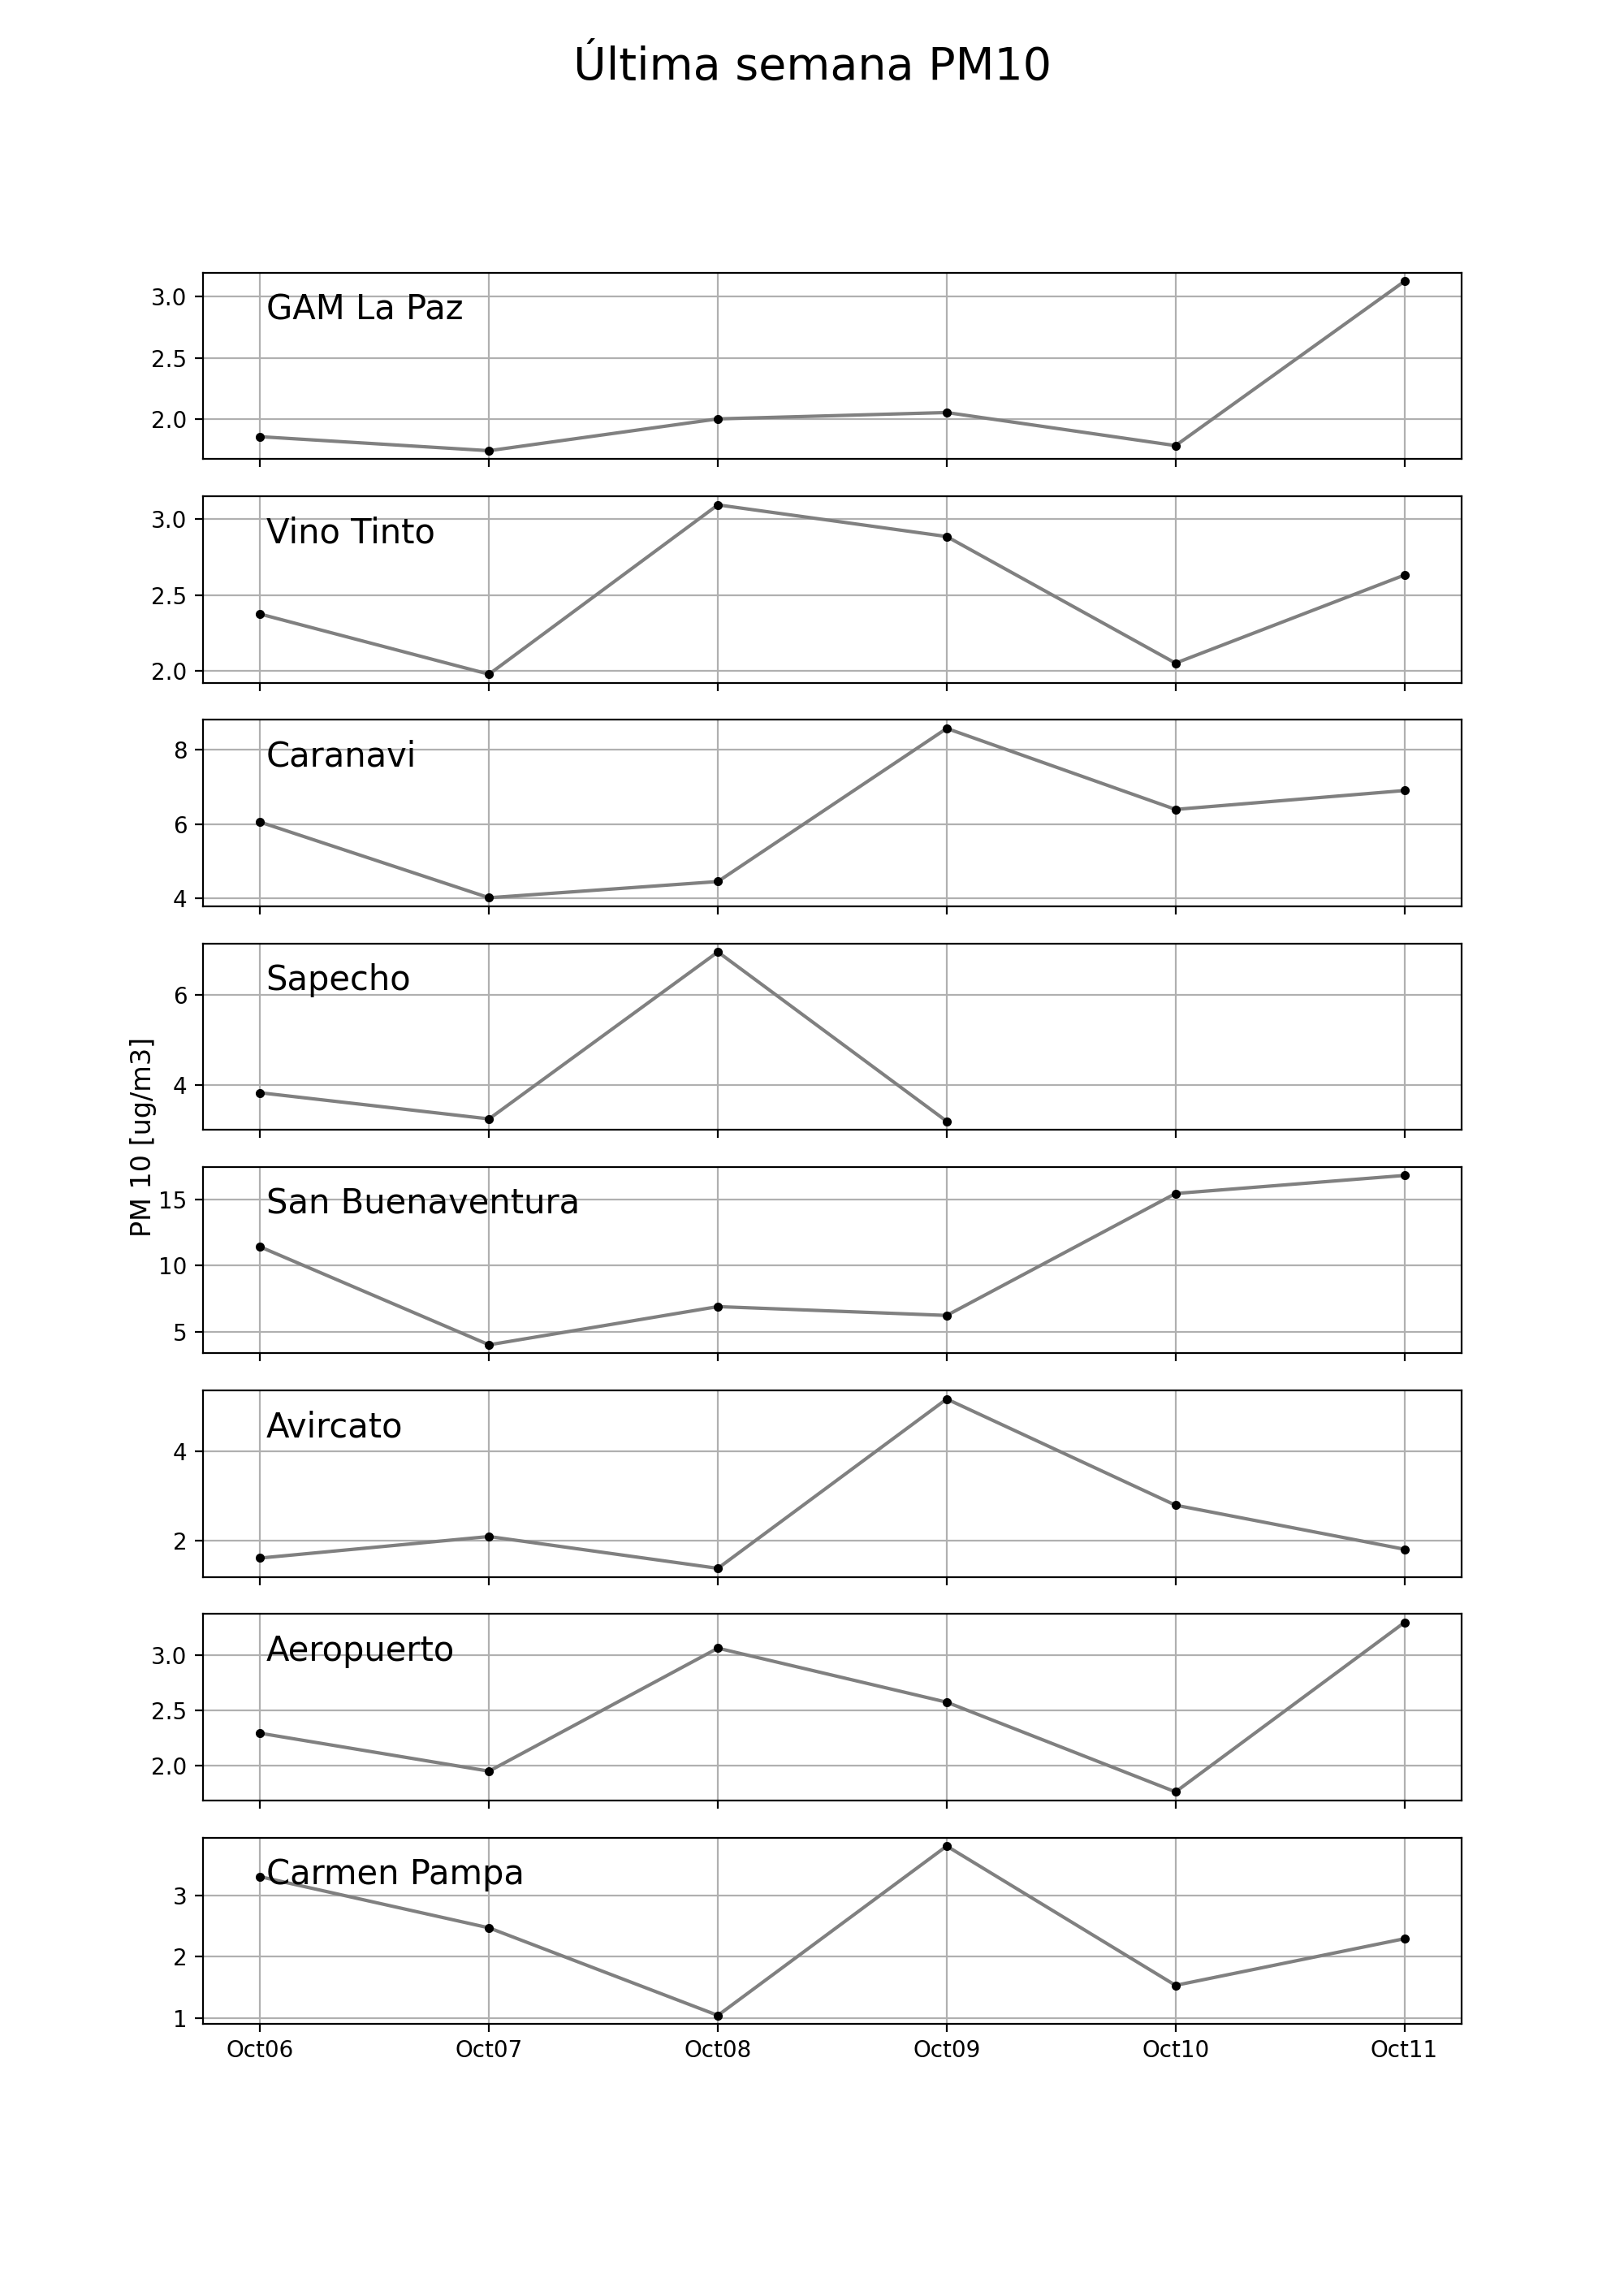 Última semana PM10
GAM La Paz
3.0
2.5
2.0
Vino Tinto
3.0
2.5
2.0
Caranavi
8
6
4
Sapecho
6
4
PM 10 [ug/m3]
San Buenaventura
15
10
5
Avircato
4
2
Aeropuerto
3.0
2.5
2.0
Carmen Pampa
3
2
1
Oct06 Oct07 Oct08 Oct09 Oct10 Oct11